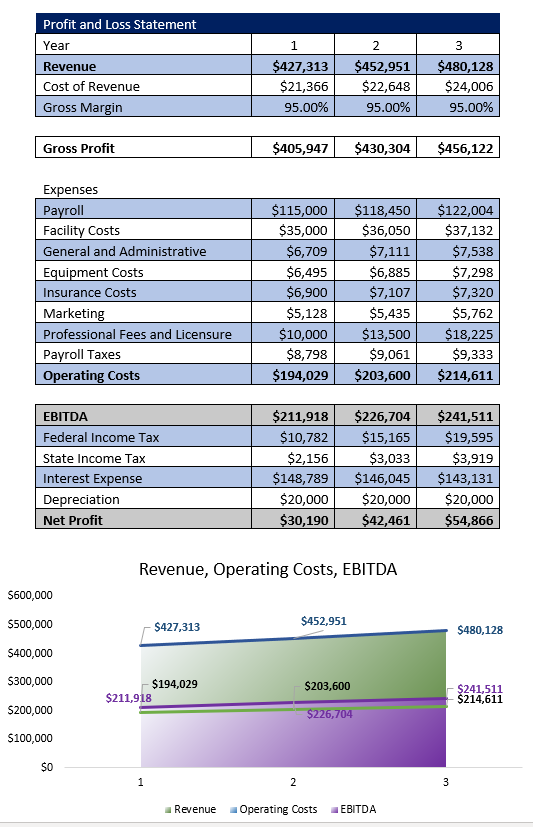 Profit and Loss Statement
Year 1 2 3
Revenue $427,313 $452,951 $480,128
Cost of Revenue $21,366 $22,648 $24,006
Gross Margin 95.00% 95.00% 95.00%
Gross Profit $405,947 $430,304 $456,122
Expenses
Payroll $115,000 $118,450 $122,004
Facility Costs $35,000 $36,050 $37,132
General and Administrative $6,709 $7,111 $7,538
Equipment Costs $6,495 $6,885 $7,298
Insurance Costs $6,900 $7,107 $7,320
Marketing $5,128 $5,435 $5,762
Professional Fees and Licensure $10,000 $13,500 $18,225
Payroll Taxes $8,798 $9,061 $9,333
Operating Costs $194,029 $203,600 $214,611
EBITDA $211,918 $226,704 $241,511
Federal Income Tax $10,782 $15,165 $19,595
State Income Tax $2,156 $3,033 $3,919
Interest Expense $148,789 $146,045 $143,131
Depreciation $20,000 $20,000 $20,000
Net Profit $30,190 $42,461 $54,866
Revenue, Operating Costs, EBITDA
$600,000
$500,000
$427,313 $452,951 $480,128
$400,000
$300,000
$194,029 $203,600 $241,511
$211,918 $214,611
$200,000
$226,704
$100,000
$0
1 2 3
Revenue Operating Costs EBITDA